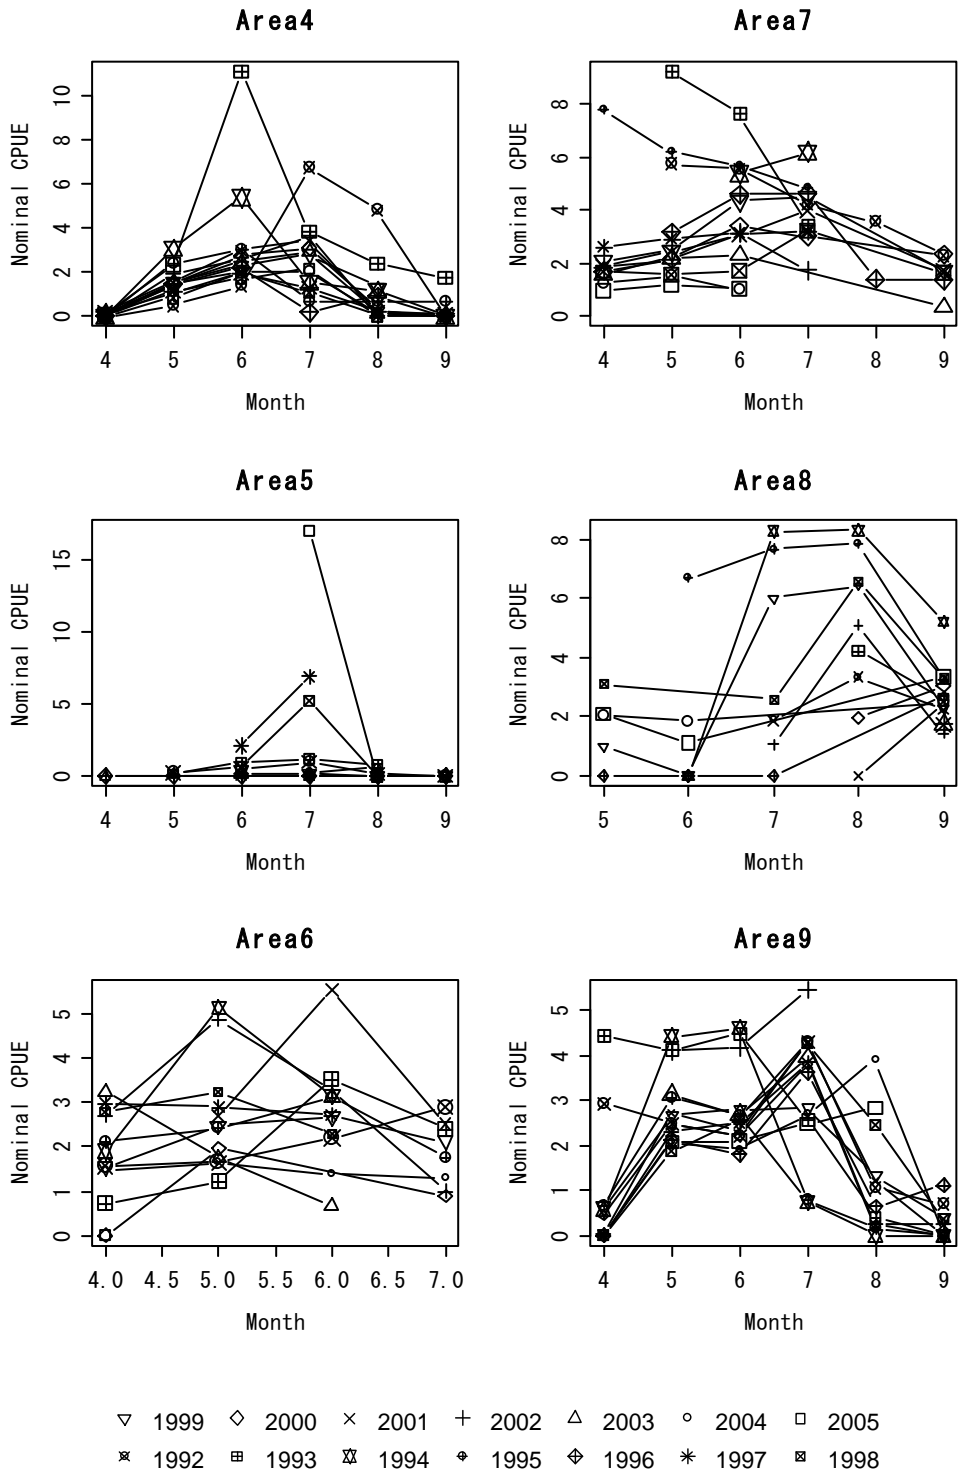 Area4
Nominal CPUE
0 2 4 6 8 10
4 5 6 7 8 9
Month
Area7
Nominal CPUE
0 2 4 6 8
4 5 6 7 8 9
Month
Area5
Nominal CPUE
0 5 10 15
4 5 6 7 8 9
Month
Area8
Nominal CPUE
0 2 4 6 8
5 6 7 8 9
Month
Area6
Nominal CPUE
0 1 2 3 4 5
4.0 4.5 5.0 5.5 6.0 6.5 7.0
Month
Area9
Nominal CPUE
0 1 2 3 4 5
4 5 6 7 8 9
Month
1999 2000 2001 2002 2003 2004 2005
1992 1993 1994 1995 1996 1997 1998